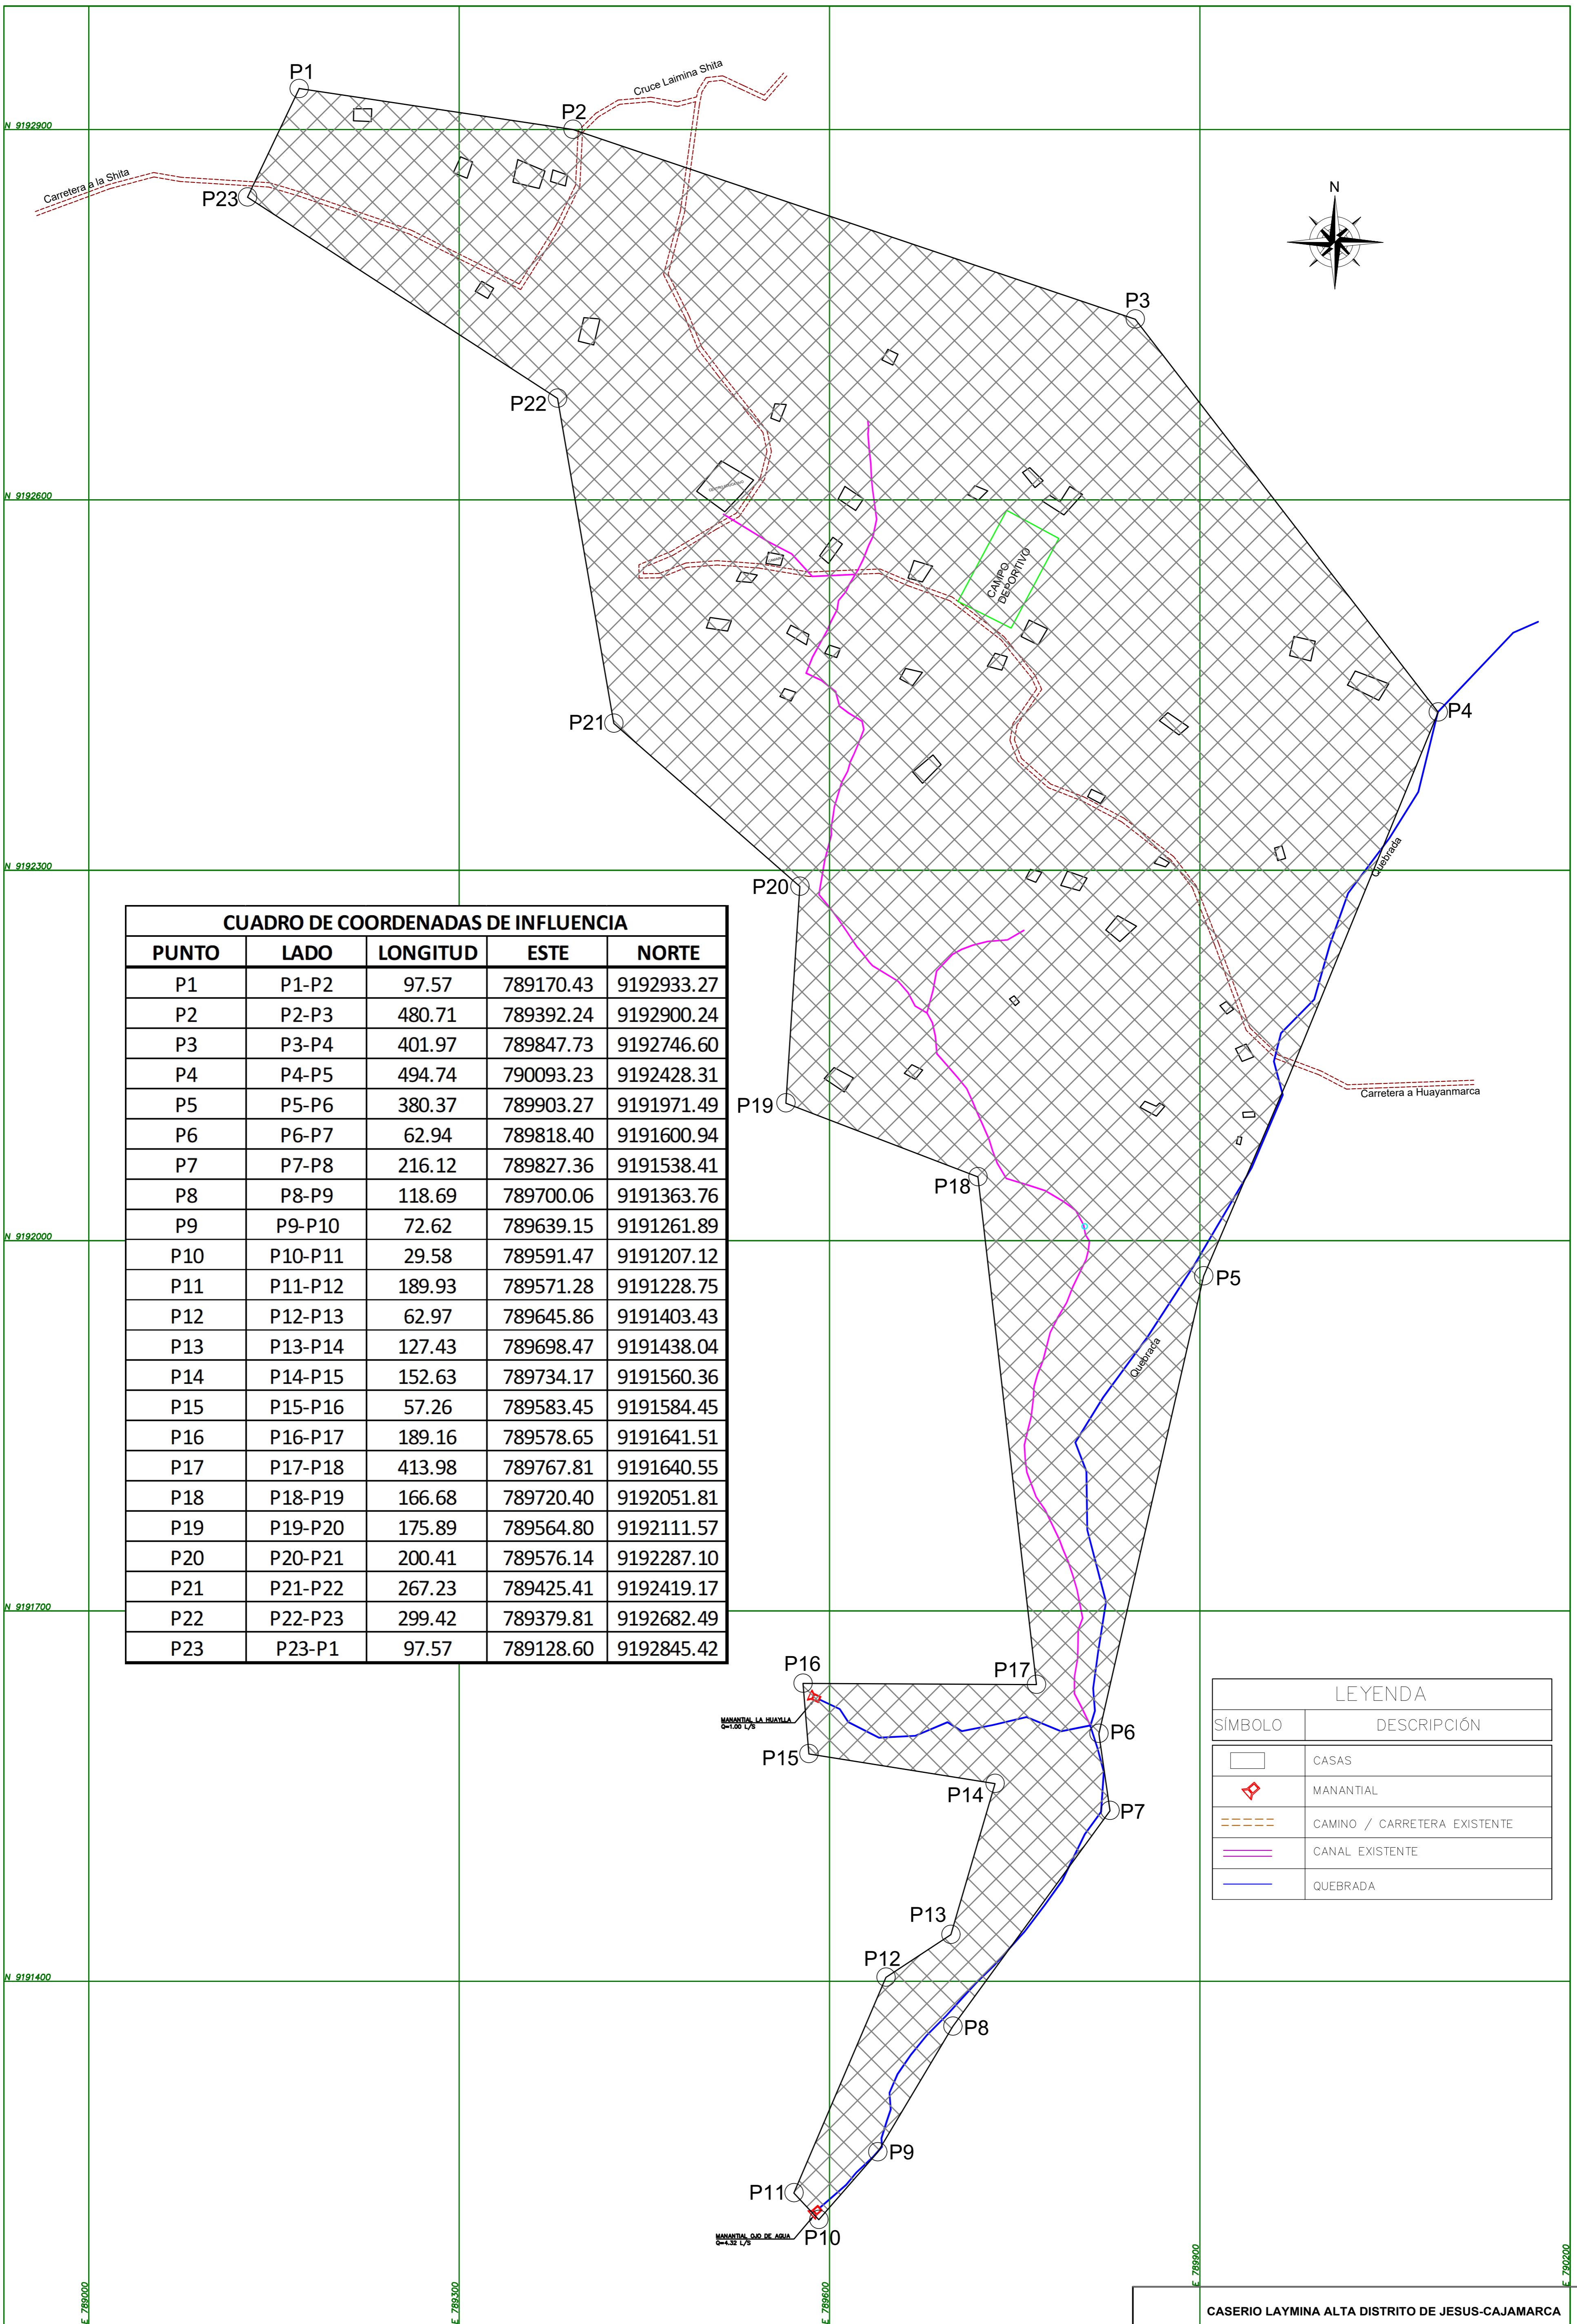 P1
Cruce Laimina Shita
P2
N 9192900
Carretera a la Shita
P23
N
P3
P22
N 9192600
CAMPO
DEPORTIVO
P21
P4
Quebrada
N 9192300
P20
CUADRO DE COORDENADAS DE INFLUENCIA
PUNTO LADO LONGITUD ESTE NORTE
P1 P1-P2 97.57 789170.43 9192933.27
P2 P2-P3 480.71 789392.24 9192900.24
P3 P3-P4 401.97 789847.73 9192746.60
P4 P4-P5 494.74 790093.23 9192428.31
P5 P5-P6 380.37 789903.27 9191971.49
P6 P6-P7 62.94 789818.40 9191600.94
P7 P7-P8 216.12 789827.36 9191538.41
P8 P8-P9 118.69 789700.06 9191363.76
P9 P9-P10 72.62 789639.15 9191261.89
P10 P10-P11 29.58 789591.47 9191207.12
P11 P11-P12 189.93 789571.28 9191228.75
P12 P12-P13 62.97 789645.86 9191403.43
P13 P13-P14 127.43 789698.47 9191438.04
P14 P14-P15 152.63 789734.17 9191560.36
P15 P15-P16 57.26 789583.45 9191584.45
P16 P16-P17 189.16 789578.65 9191641.51
P17 P17-P18 413.98 789767.81 9191640.55
P18 P18-P19 166.68 789720.40 9192051.81
P19 P19-P20 175.89 789564.80 9192111.57
P20 P20-P21 200.41 789576.14 9192287.10
P21 P21-P22 267.23 789425.41 9192419.17
P22 P22-P23 299.42 789379.81 9192682.49
P23 P23-P1 97.57 789128.60 9192845.42
P19
Carretera a Huayanmarca
P18
N 9192000
P5
Quebrada
N 9191700
P16
P17
MANANTIAL LA HUAYLLA
Q=1.00 L/S
P6
P15
P14
P7
LEYENDA
SÍMBOLO DESCRIPCIÓN
CASAS
MANANTIAL
CAMINO / CARRETERA EXISTENTE
CANAL EXISTENTE
QUEBRADA
P13
P12
N 9191400
P8
P9
P11
MANANTIAL OJO DE AGUA
Q=4.32 L/S
P10
E 789000
E 789300
E 789600
E 789900
E 790200
CASERIO LAYMINA ALTA DISTRITO DE JESUS-CAJAMARCA